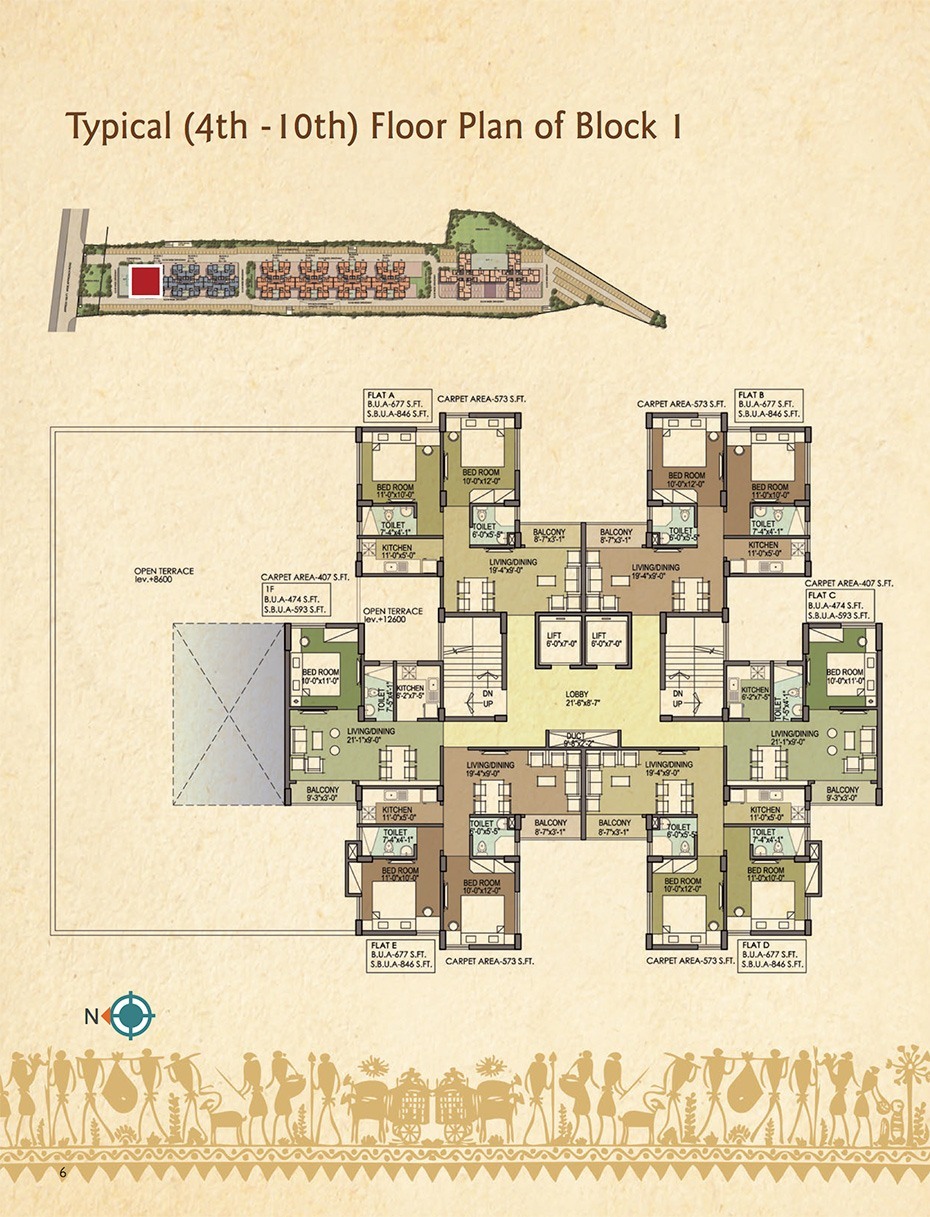 Typical (4th -10th) Floor Plan of Block 1
FLAT A
B.U.A-677 S.FT.
S.B.U.A-846 S.FT.
CARPET AREA-573 S.FT.
CARPET AREA-573 S.FT.
FLAT B
B.U.A-677 S.FT.
S.B.U.A-846 S.FT.
BED ROOM
11'-0"x10'-0"
BED ROOM
10'-0"x12'-0"
BED ROOM
10'-0"x12'-0"
BED ROOM
11'-0"x10'-0"
TOILET
7'-4"x4'-1"
TOILET
6'-0"x5'-5"
BALCONY
8'-7"x3'-1"
BALCONY
8'-7"x3'-1"
TOILET
6'-0"x5'-5"
TOILET
7'-4"x4'-1"
KITCHEN
11'-0"x5'-0"
LIVING/DINING
19'-4"x9'-0"
LIVING/DINING
19'-4"x9'-0"
KITCHEN
11'-0"x5'-0"
OPEN TERRACE
lev.+8600
CARPET AREA-407 S.FT.
1F
B.U.A-474 S.FT.
S.B.U.A-593 S.FT.
OPEN TERRACE
lev.+12600
CARPET AREA-407 S.FT.
FLAT C
B.U.A-474 S.FT.
S.B.U.A-593 S.FT.
LIFT
6'-0"x7'-0"
LIFT
6'-0"x7'-0"
BED ROOM
10'-0"x11'-0"
TOILET
7'-5"x4'-1"
KITCHEN
6'-2"x7'-5"
DN
UP
LOBBY
21'-6"x8'-7"
DN
UP
KITCHEN
6'-2"x7'-5"
TOILET
7'-5"x4'-1"
BED ROOM
10'-0"x11'-0"
LIVING/DINING
21'-1"x9'-0"
DUCT
9'-8"x2'-2"
LIVING/DINING
21'-1"x9'-0"
BALCONY
9'-3"x3'-0"
LIVING/DINING
19'-4"x9'-0"
LIVING/DINING
19'-4"x9'-0"
BALCONY
9'-3"x3'-0"
KITCHEN
11'-0"x5'-0"
KITCHEN
11'-0"x5'-0"
TOILET
7'-4"x4'-1"
TOILET
6'-0"x5'-5"
BALCONY
8'-7"x3'-1"
BALCONY
8'-7"x3'-1"
TOILET
6'-0"x5'-5"
TOILET
7'-4"x4'-1"
BED ROOM
11'-0"x10'-0"
BED ROOM
10'-0"x12'-0"
BED ROOM
10'-0"x12'-0"
BED ROOM
11'-0"x10'-0"
FLAT E
B.U.A-677 S.FT.
S.B.U.A-846 S.FT.
CARPET AREA-573 S.FT.
CARPET AREA-573 S.FT.
FLAT D
B.U.A-677 S.FT.
S.B.U.A-846 S.FT.
N
6